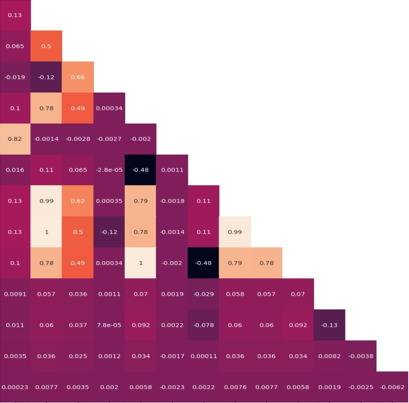 0.13
0.065 0.5
-0.019 -0.12 0.66
0.1 0.78 0.49 0.00034
0.82 -0.0014 -0.0028 -0.0027 -0.002
0.016 0.11 0.065 -2.8e-05 -0.48 0.0011
0.13 0.99 0.62 0.00035 0.79 -0.0018 0.11
0.13 1 0.5 -0.12 0.78 -0.0014 0.11 0.99
0.1 0.78 0.49 0.00034 1 -0.002 -0.48 0.79 0.78
0.0091 0.057 0.036 0.0011 0.07 0.0019 -0.029 0.058 0.057 0.07
0.011 0.06 0.037 7.8e-05 0.092 0.0022 -0.078 0.06 0.06 0.092 -0.13
0.0035 0.036 0.025 0.0012 0.034 -0.0017 0.00011 0.036 0.036 0.034 0.0082 -0.0038
0.00023 0.0077 0.0035 0.002 0.0058 -0.0023 0.0022 0.0076 0.0077 0.0058 0.0019 -0.0025 -0.0062